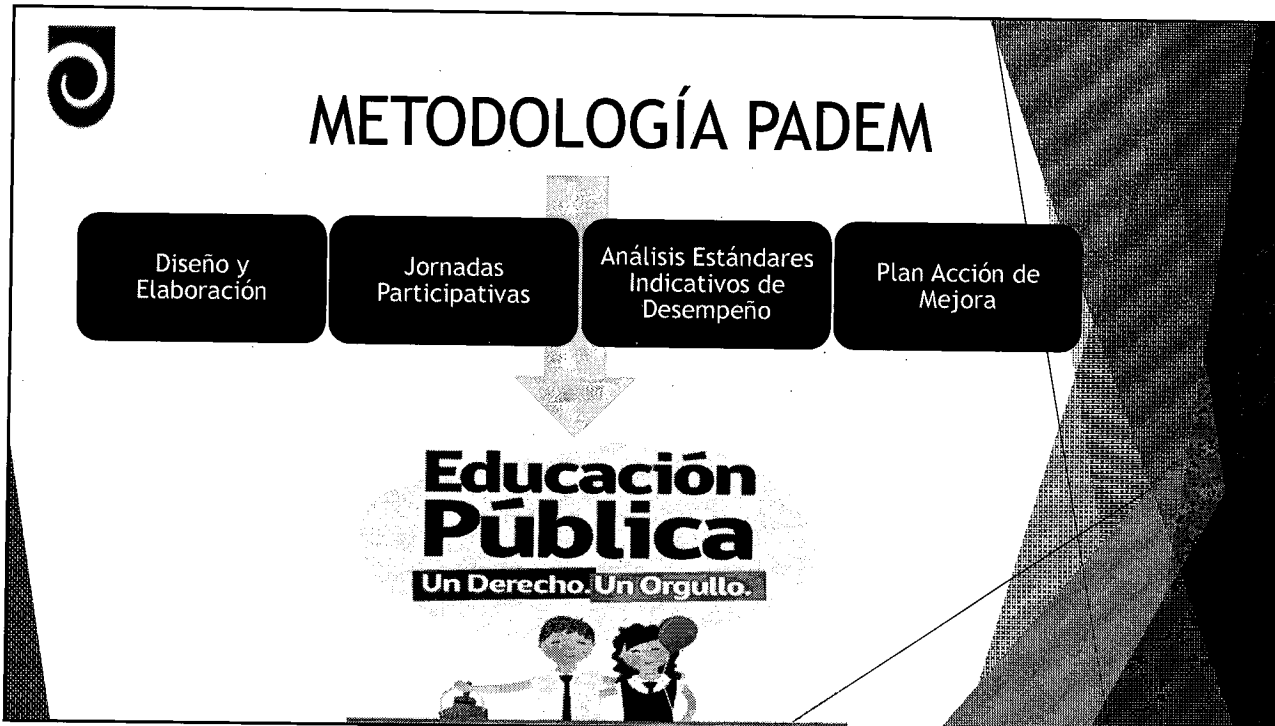 METODOLOGÍA PADEM
Diseño y
Elaboración
Jornadas
Participativas
Análisis Estándares
Indicativos de
Desempeño
Plan Acción de
Mejora
Educación
Pública
Un Derecho. Un Orgullo.